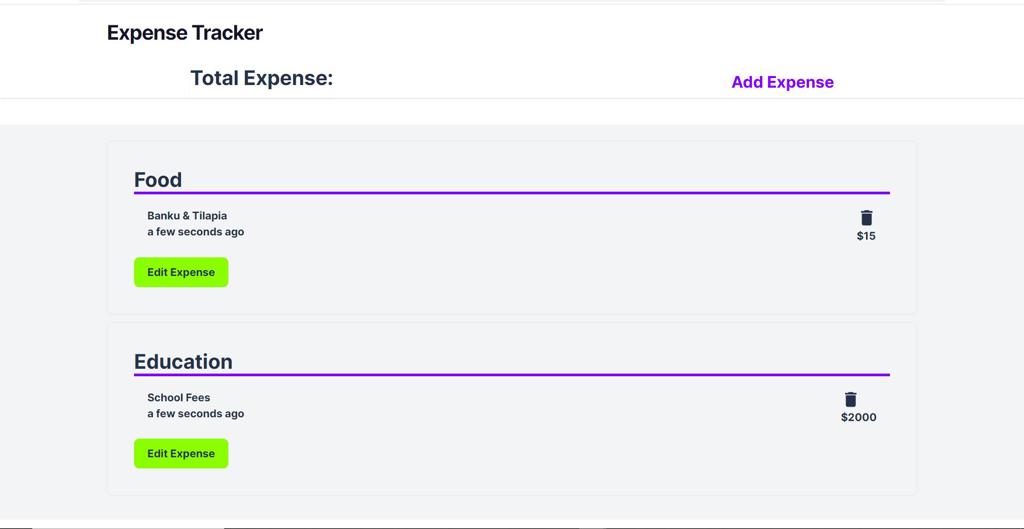 Expense Tracker
Total Expense:
Add Expense
Food
Banku & Tilapia
a few seconds ago
$15
Edit Expense
Education
School Fees
a few seconds ago
$2000
Edit Expense